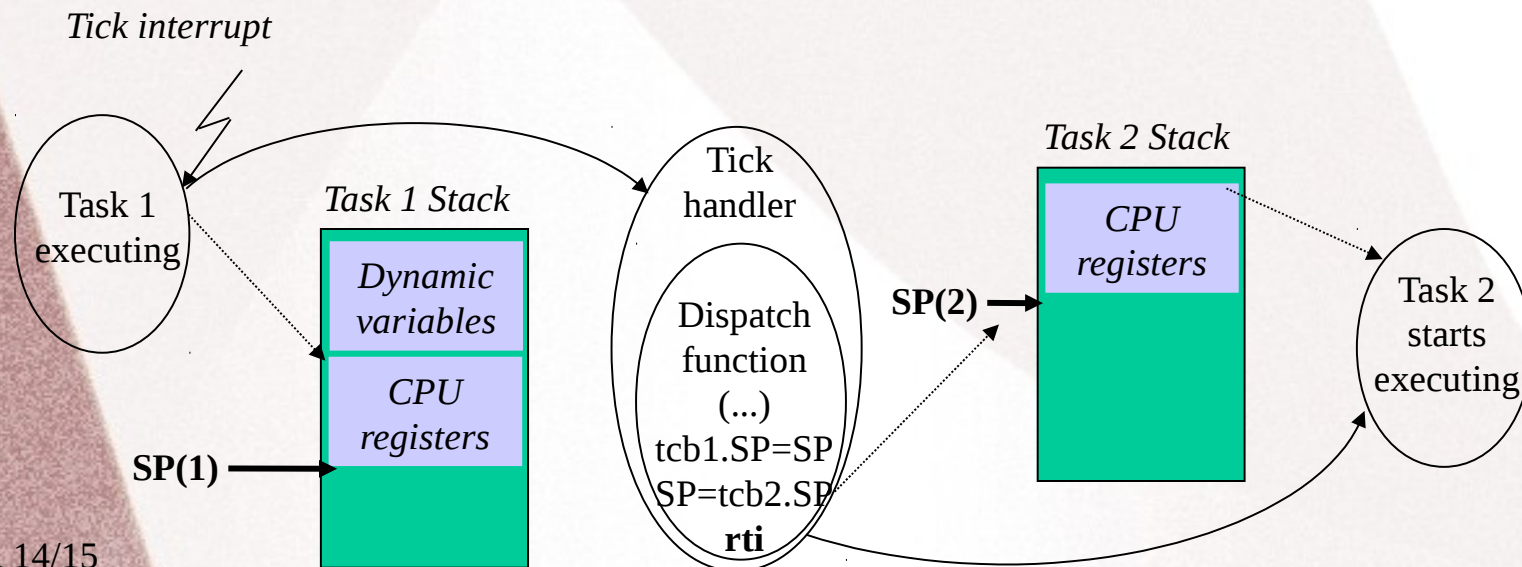 Tick interrupt
Task 1
executing
Task 1 Stack
Dynamic
variables
CPU
registers
SP(1)
Tick
handler
Dispatch
function
(...)
tcb1.SP=SP
SP=tcb2.SP
rti
Task 2 Stack
CPU
registers
SP(2)
Task 2
starts
executing
14/15